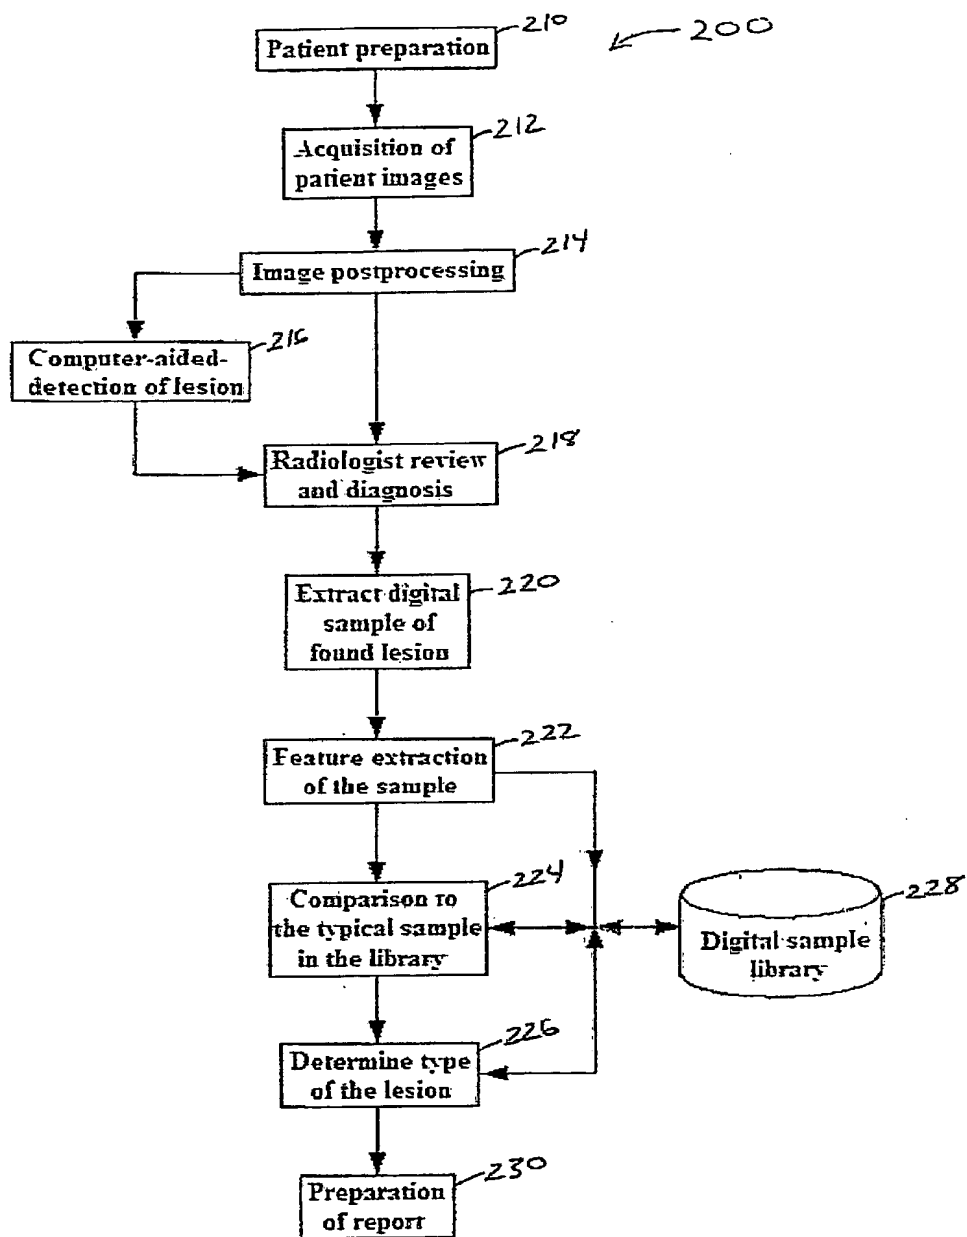 210
200
Patient preparation
212
Acquisition of
patient images
214
Image postprocessing
216
Computer-aided-
detection of lesion
218
Radiologist review
and diagnosis
220
Extract digital
sample of
found lesion
222
Feature extraction
of the sample
224
Comparison to
the typical sample
in the library
228
Digital sample
library
226
Determine type
of the lesion
230
Preparation
of report